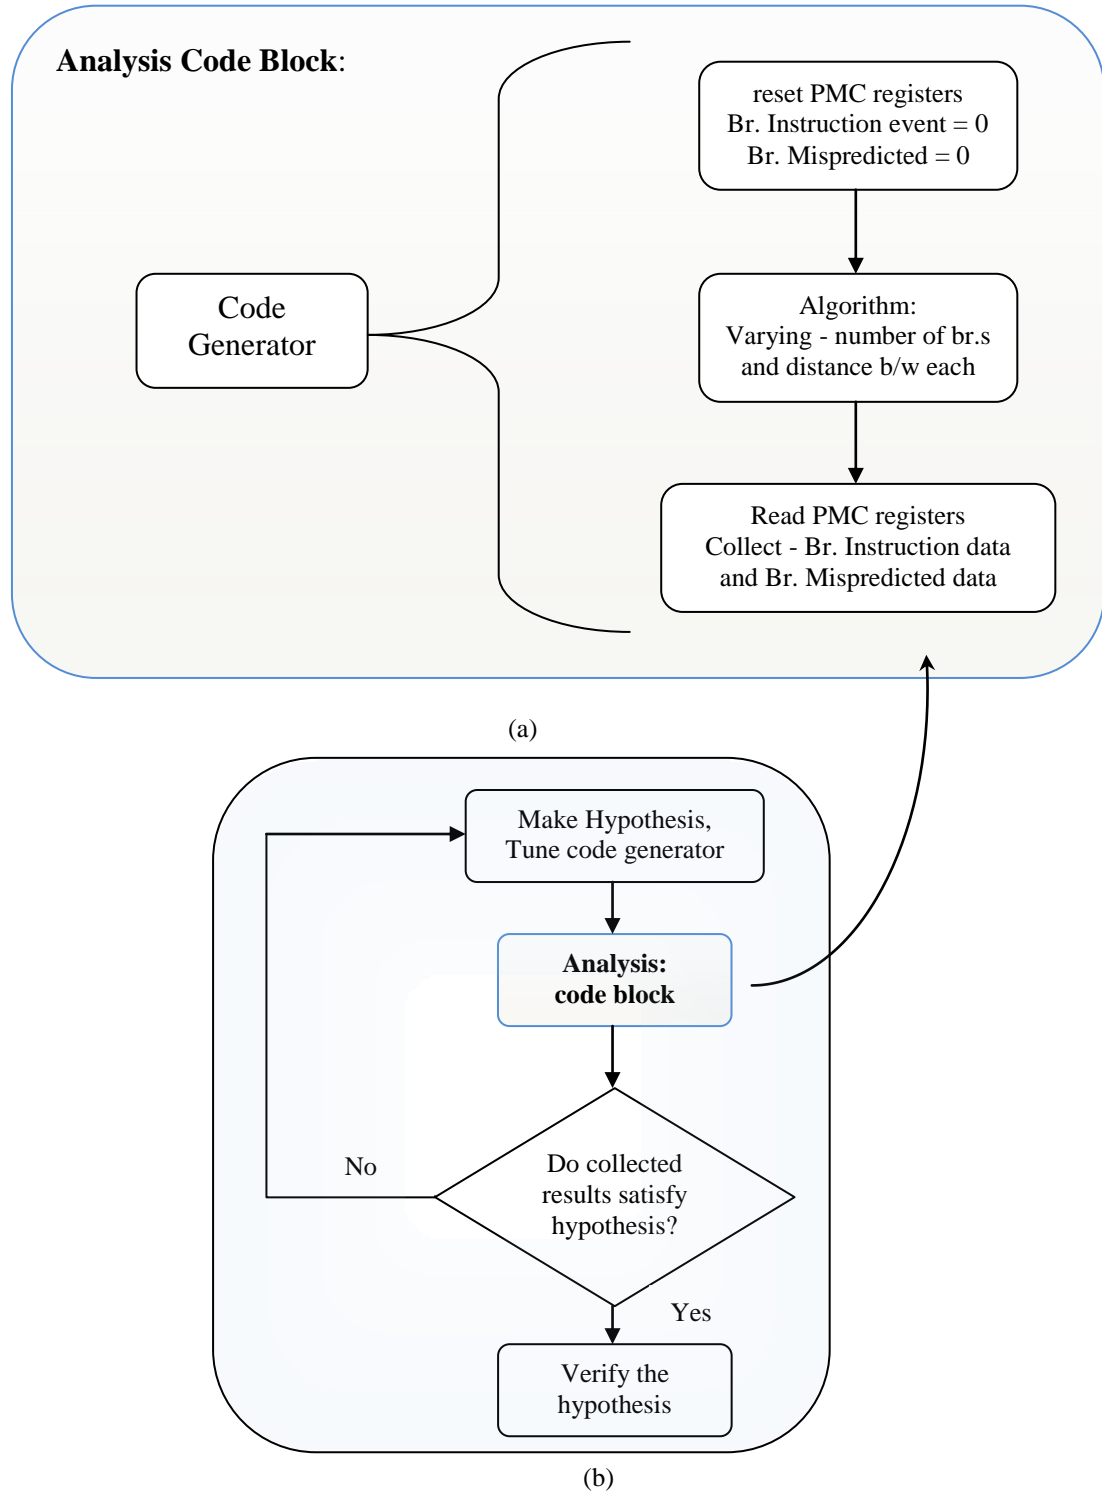 Analysis Code Block:
reset PMC registers
Br. Instruction event = 0
Br. Mispredicted = 0
Code
Generator
Algorithm:
Varying - number of br.s
and distance b/w each
Read PMC registers
Collect - Br. Instruction data
and Br. Mispredicted data
(a)
Make Hypothesis,
Tune code generator
Analysis:
code block
Do collected
results satisfy
hypothesis?
No
Yes
Verify the
hypothesis
(b)